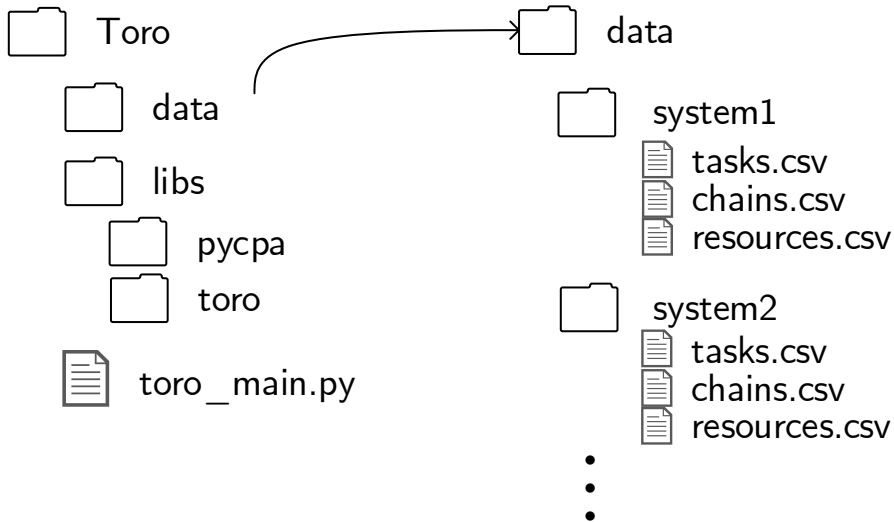 Toro
data
libs
pycpa
toro
toro_main.py
data
system1
tasks.csv
chains.csv
resources.csv
system2
tasks.csv
chains.csv
resources.csv